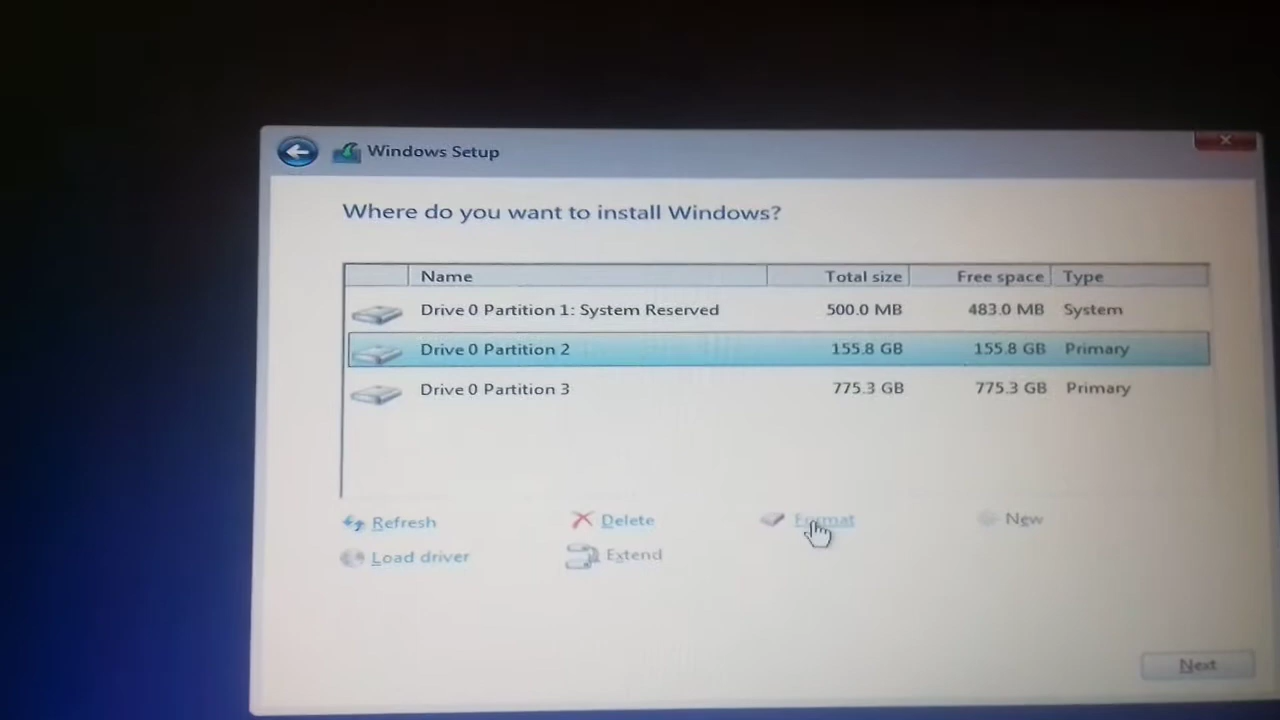 Windows Setup
Where do you want to install Windows?
Name Total size Free space Type
Drive 0 Partition 1: System Reserved 500.0 MB 483.0 MB System
Drive 0 Partition 2 155.8 GB 155.8 GB Primary
Drive 0 Partition 3 775.3 GB 775.3 GB Primary
Refresh Delete Format New
Load driver Extend
Next